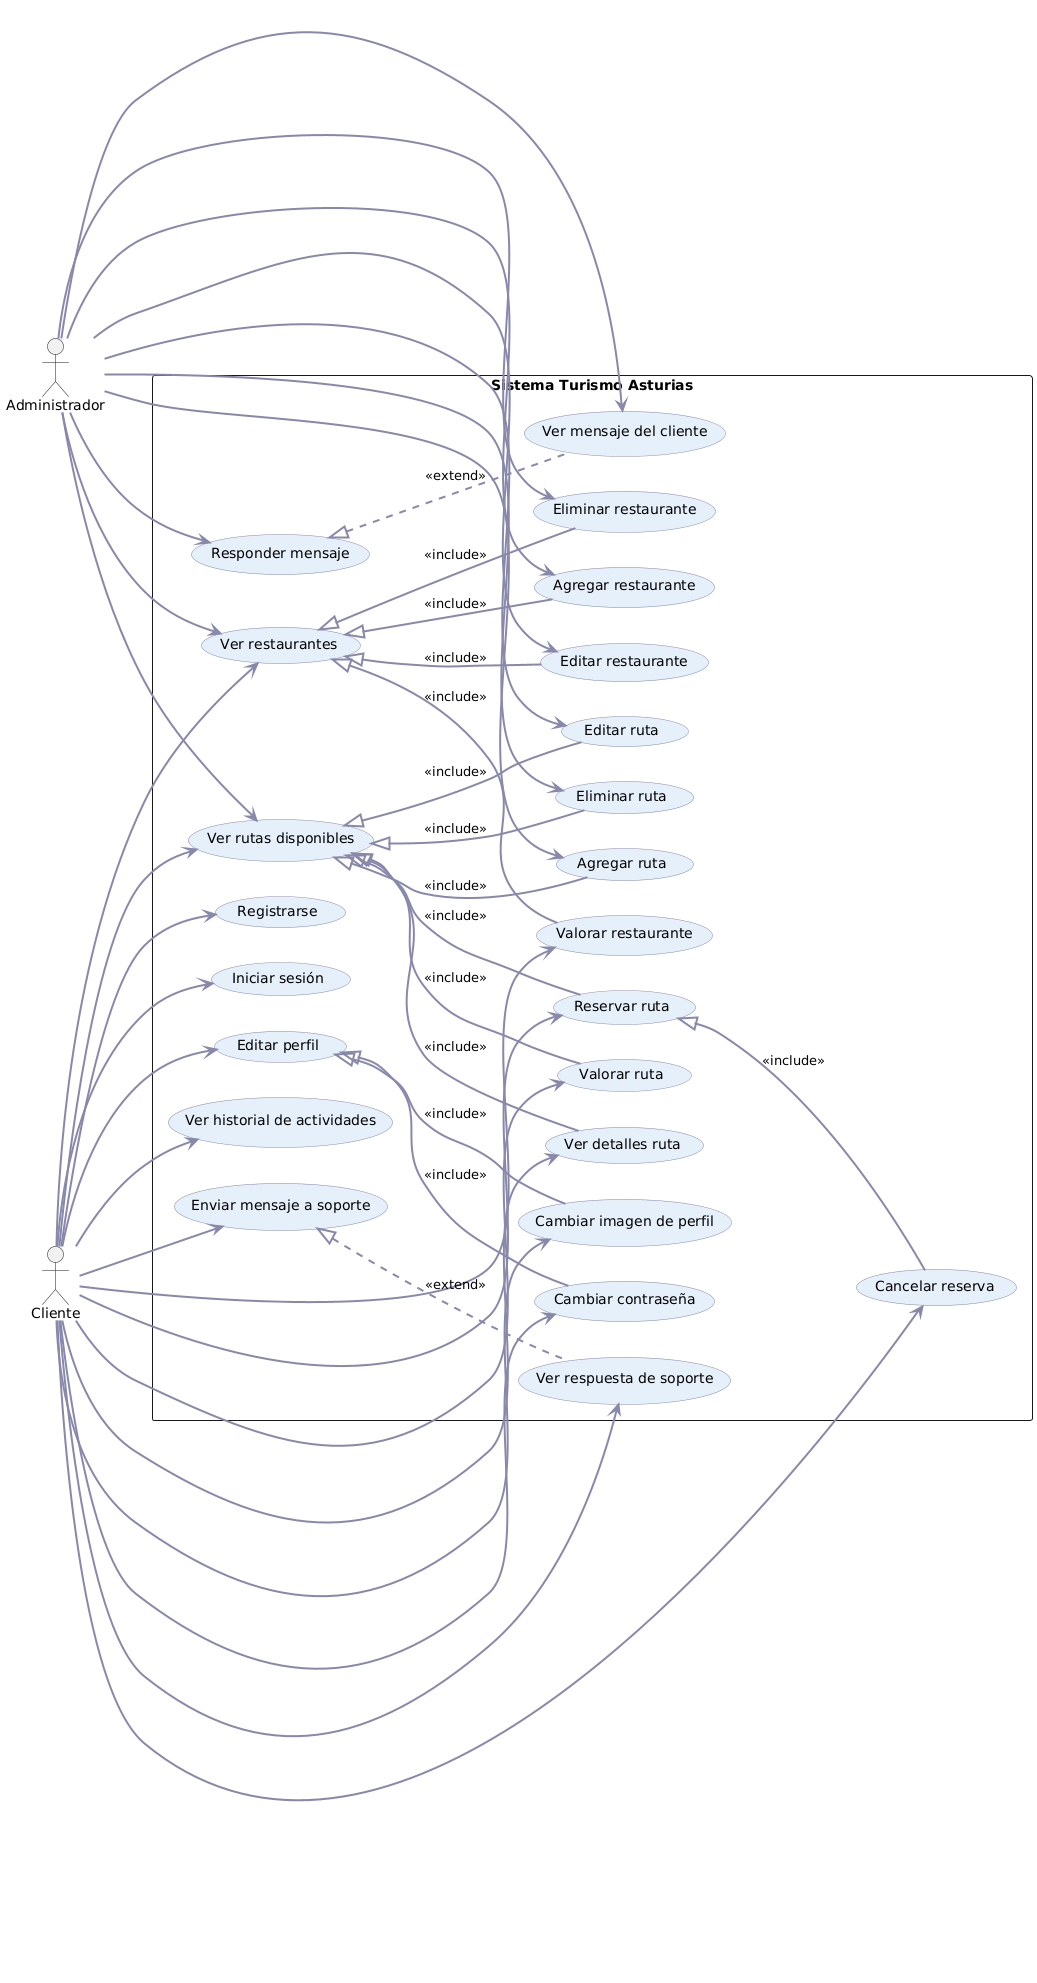 Sistema Turismo Asturias
Administrador
Ver mensaje del cliente
«extend»
Eliminar restaurante
Responder mensaje
«include»
Agregar restaurante
«include»
Ver restaurantes
«include»
Editar restaurante
«include»
Editar ruta
«include»
Eliminar ruta
«include»
Ver rutas disponibles
Agregar ruta
«include»
Registrarse
«include»
Valorar restaurante
Iniciar sesión
«include»
Reservar ruta
Editar perfil
«include»
«include»
Valorar ruta
Ver historial de actividades
«include»
Ver detalles ruta
«include»
Enviar mensaje a soporte
Cambiar imagen de perfil
«extend»
Cancelar reserva
Cliente
Cambiar contraseña
Ver respuesta de soporte